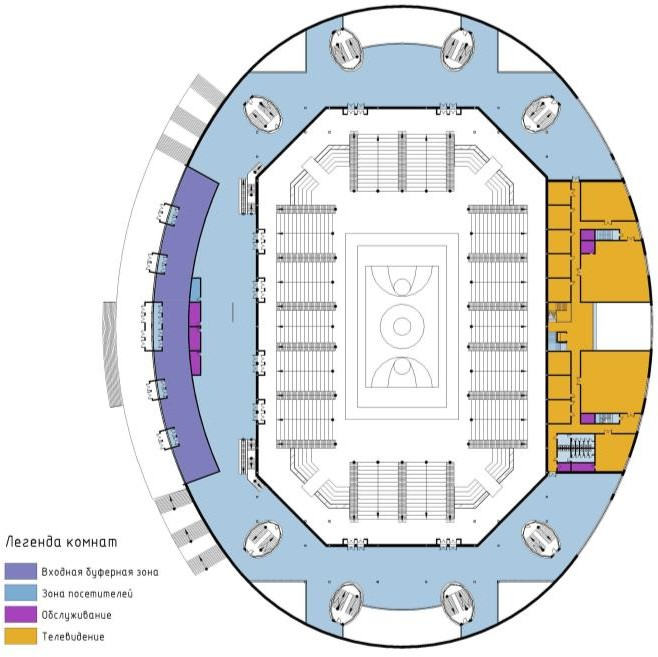 Легенда комнат
Входная буферная зона
Зона посетителей
Обслуживание
Телевидение